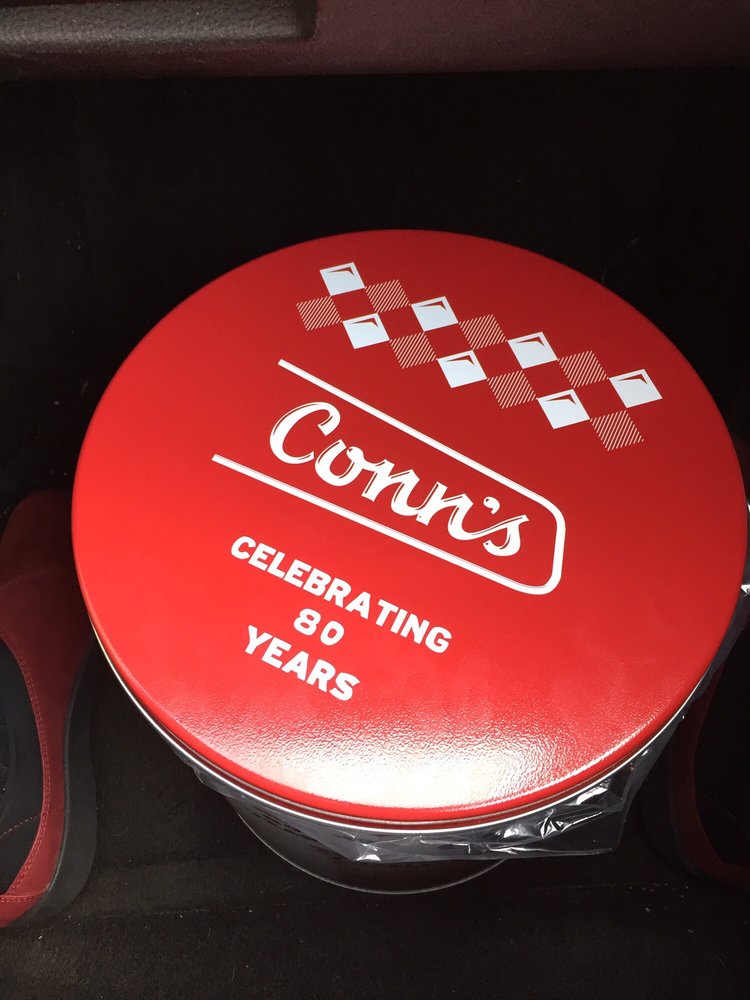 Conn's
CELEBRATING
80
YEARS